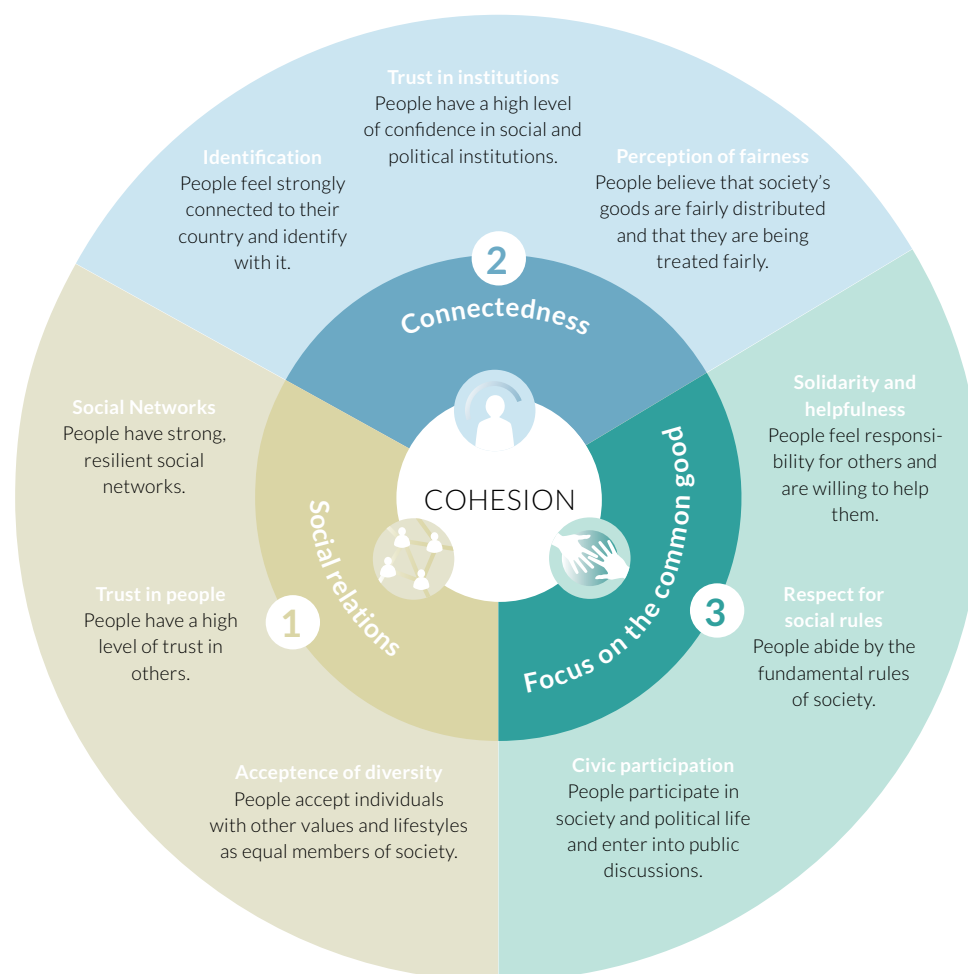 Trust in institutions
People have a high level
of confidence in social and
political institutions.
Identification
People feel strongly
connected to their
country and identify
with it.
Perception of fairness
People believe that society’s
goods are fairly distributed
and that they are being
treated fairly.
2
Connectedness
Social Networks
People have strong,
resilient social
networks.
Trust in people
People have a high
level of trust in
others.
Acceptence of diversity
People accept individuals
with other values and lifestyles
as equal members of society.
1
Social relations
COHESION
Focus on the common good
3
Solidarity and
helpfulness
People feel responsi-
bility for others and
are willing to help
them.
Respect for
social rules
People abide by the
fundamental rules
of society.
Civic participation
People participate in
society and political life
and enter into public
discussions.